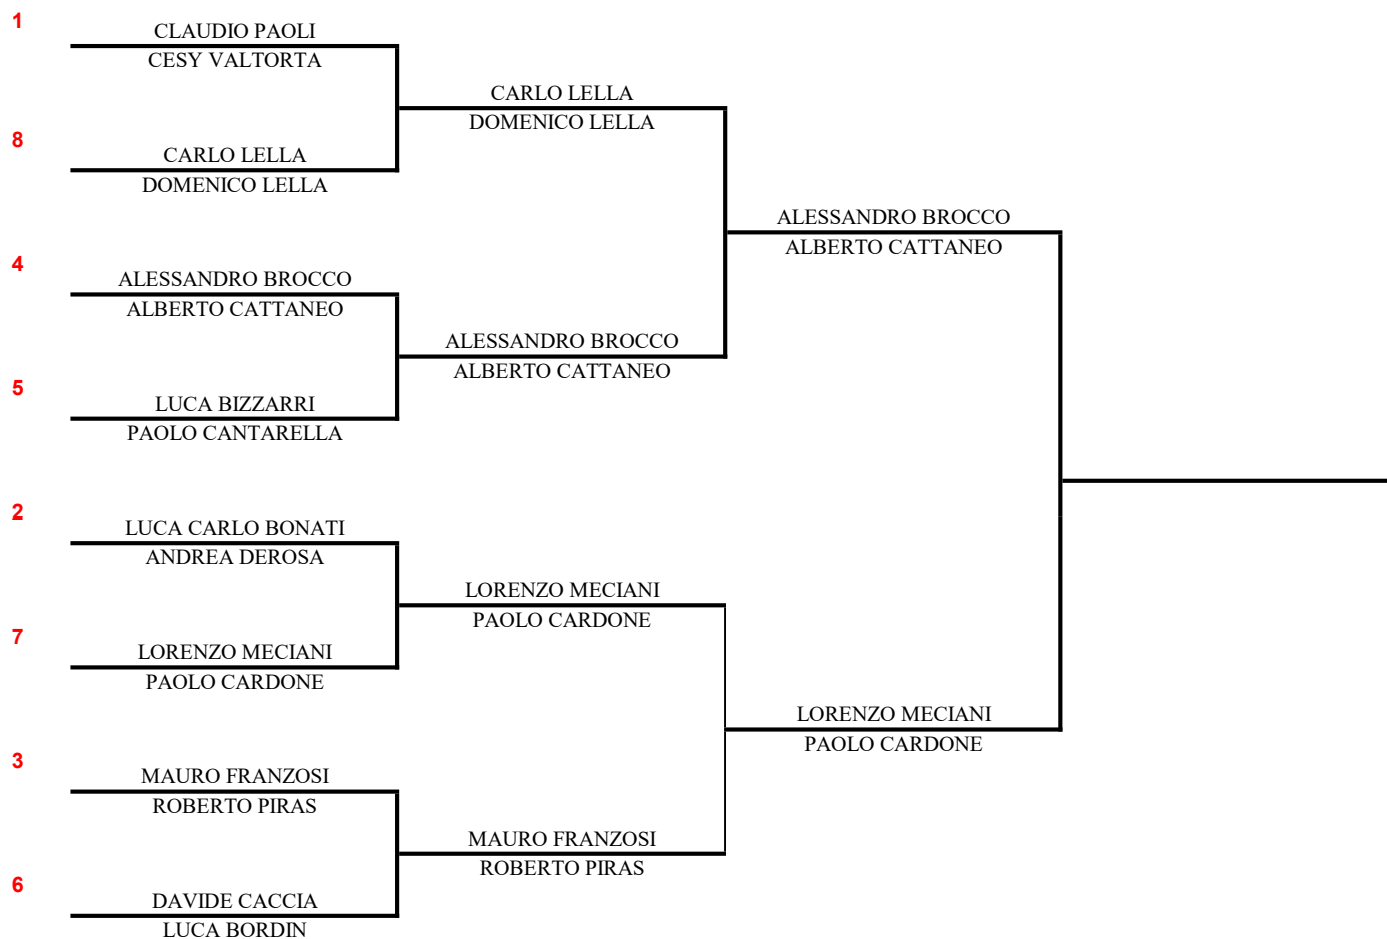 1
CLAUDIO PAOLI
CESY VALTORTA
CARLO LELLA
DOMENICO LELLA
8
CARLO LELLA
DOMENICO LELLA
ALESSANDRO BROCCO
ALBERTO CATTANEO
4
ALESSANDRO BROCCO
ALBERTO CATTANEO
ALESSANDRO BROCCO
ALBERTO CATTANEO
5
LUCA BIZZARRI
PAOLO CANTARELLA
2
LUCA CARLO BONATI
ANDREA DEROSA
LORENZO MECIANI
PAOLO CARDONE
7
LORENZO MECIANI
PAOLO CARDONE
LORENZO MECIANI
PAOLO CARDONE
3
MAURO FRANZOSI
ROBERTO PIRAS
MAURO FRANZOSI
ROBERTO PIRAS
6
DAVIDE CACCIA
LUCA BORDIN